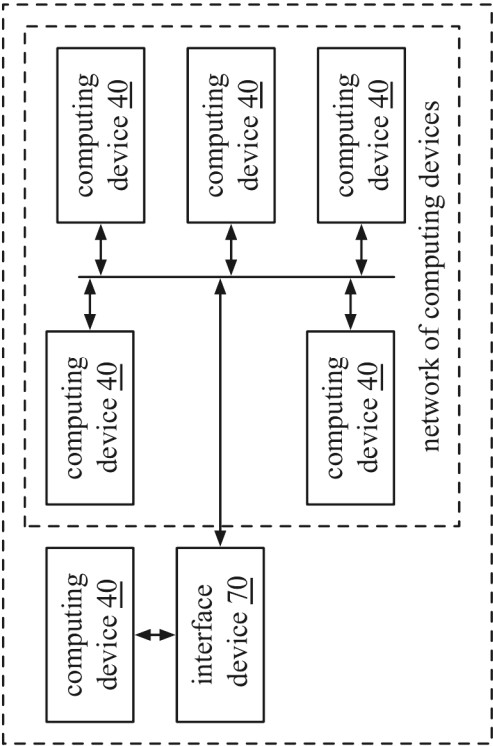 computing
device 40
computing
device 40
computing
device 40
computing
device 40
computing
device 40
network of computing devices
computing
device 40
interface
device 70